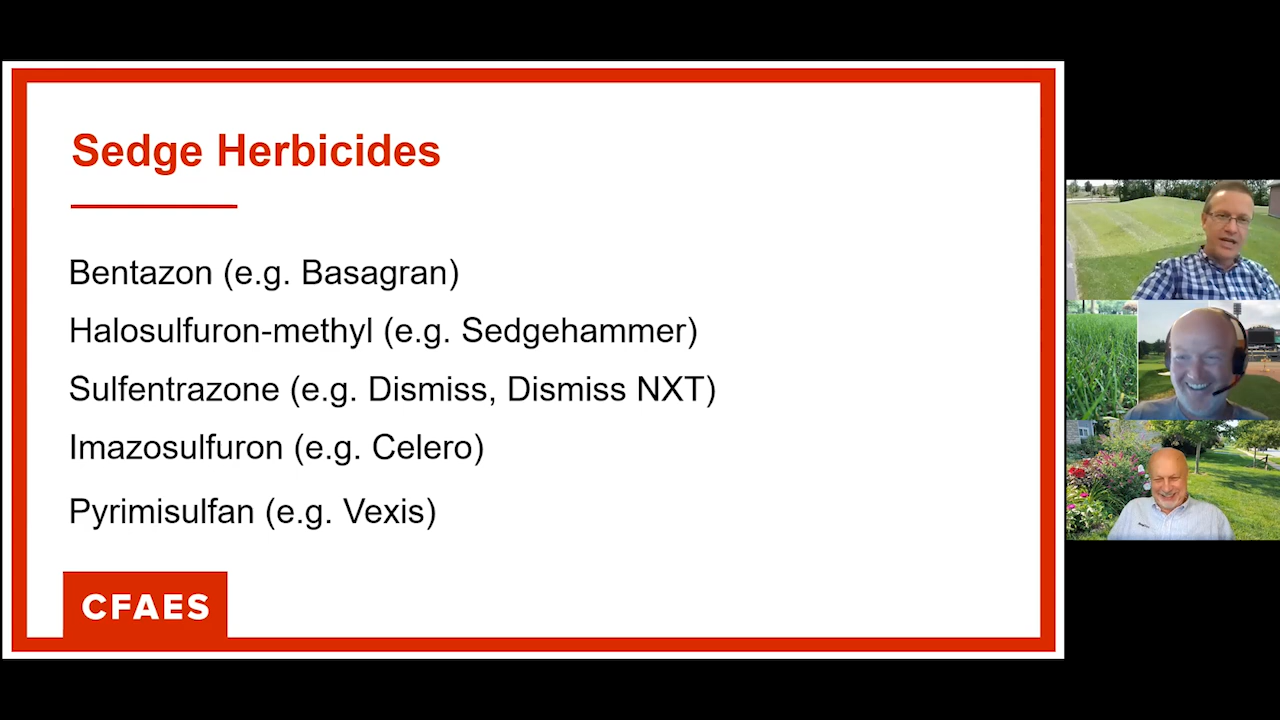 Sedge Herbicides
Bentazon (e.g. Basagran)
Halosulfuron-methyl (e.g. Sedgehammer)
Sulfentrazone (e.g. Dismiss, Dismiss NXT)
Imazosulfuron (e.g. Celero)
Pyrimisulfan (e.g. Vexis)
CFAES